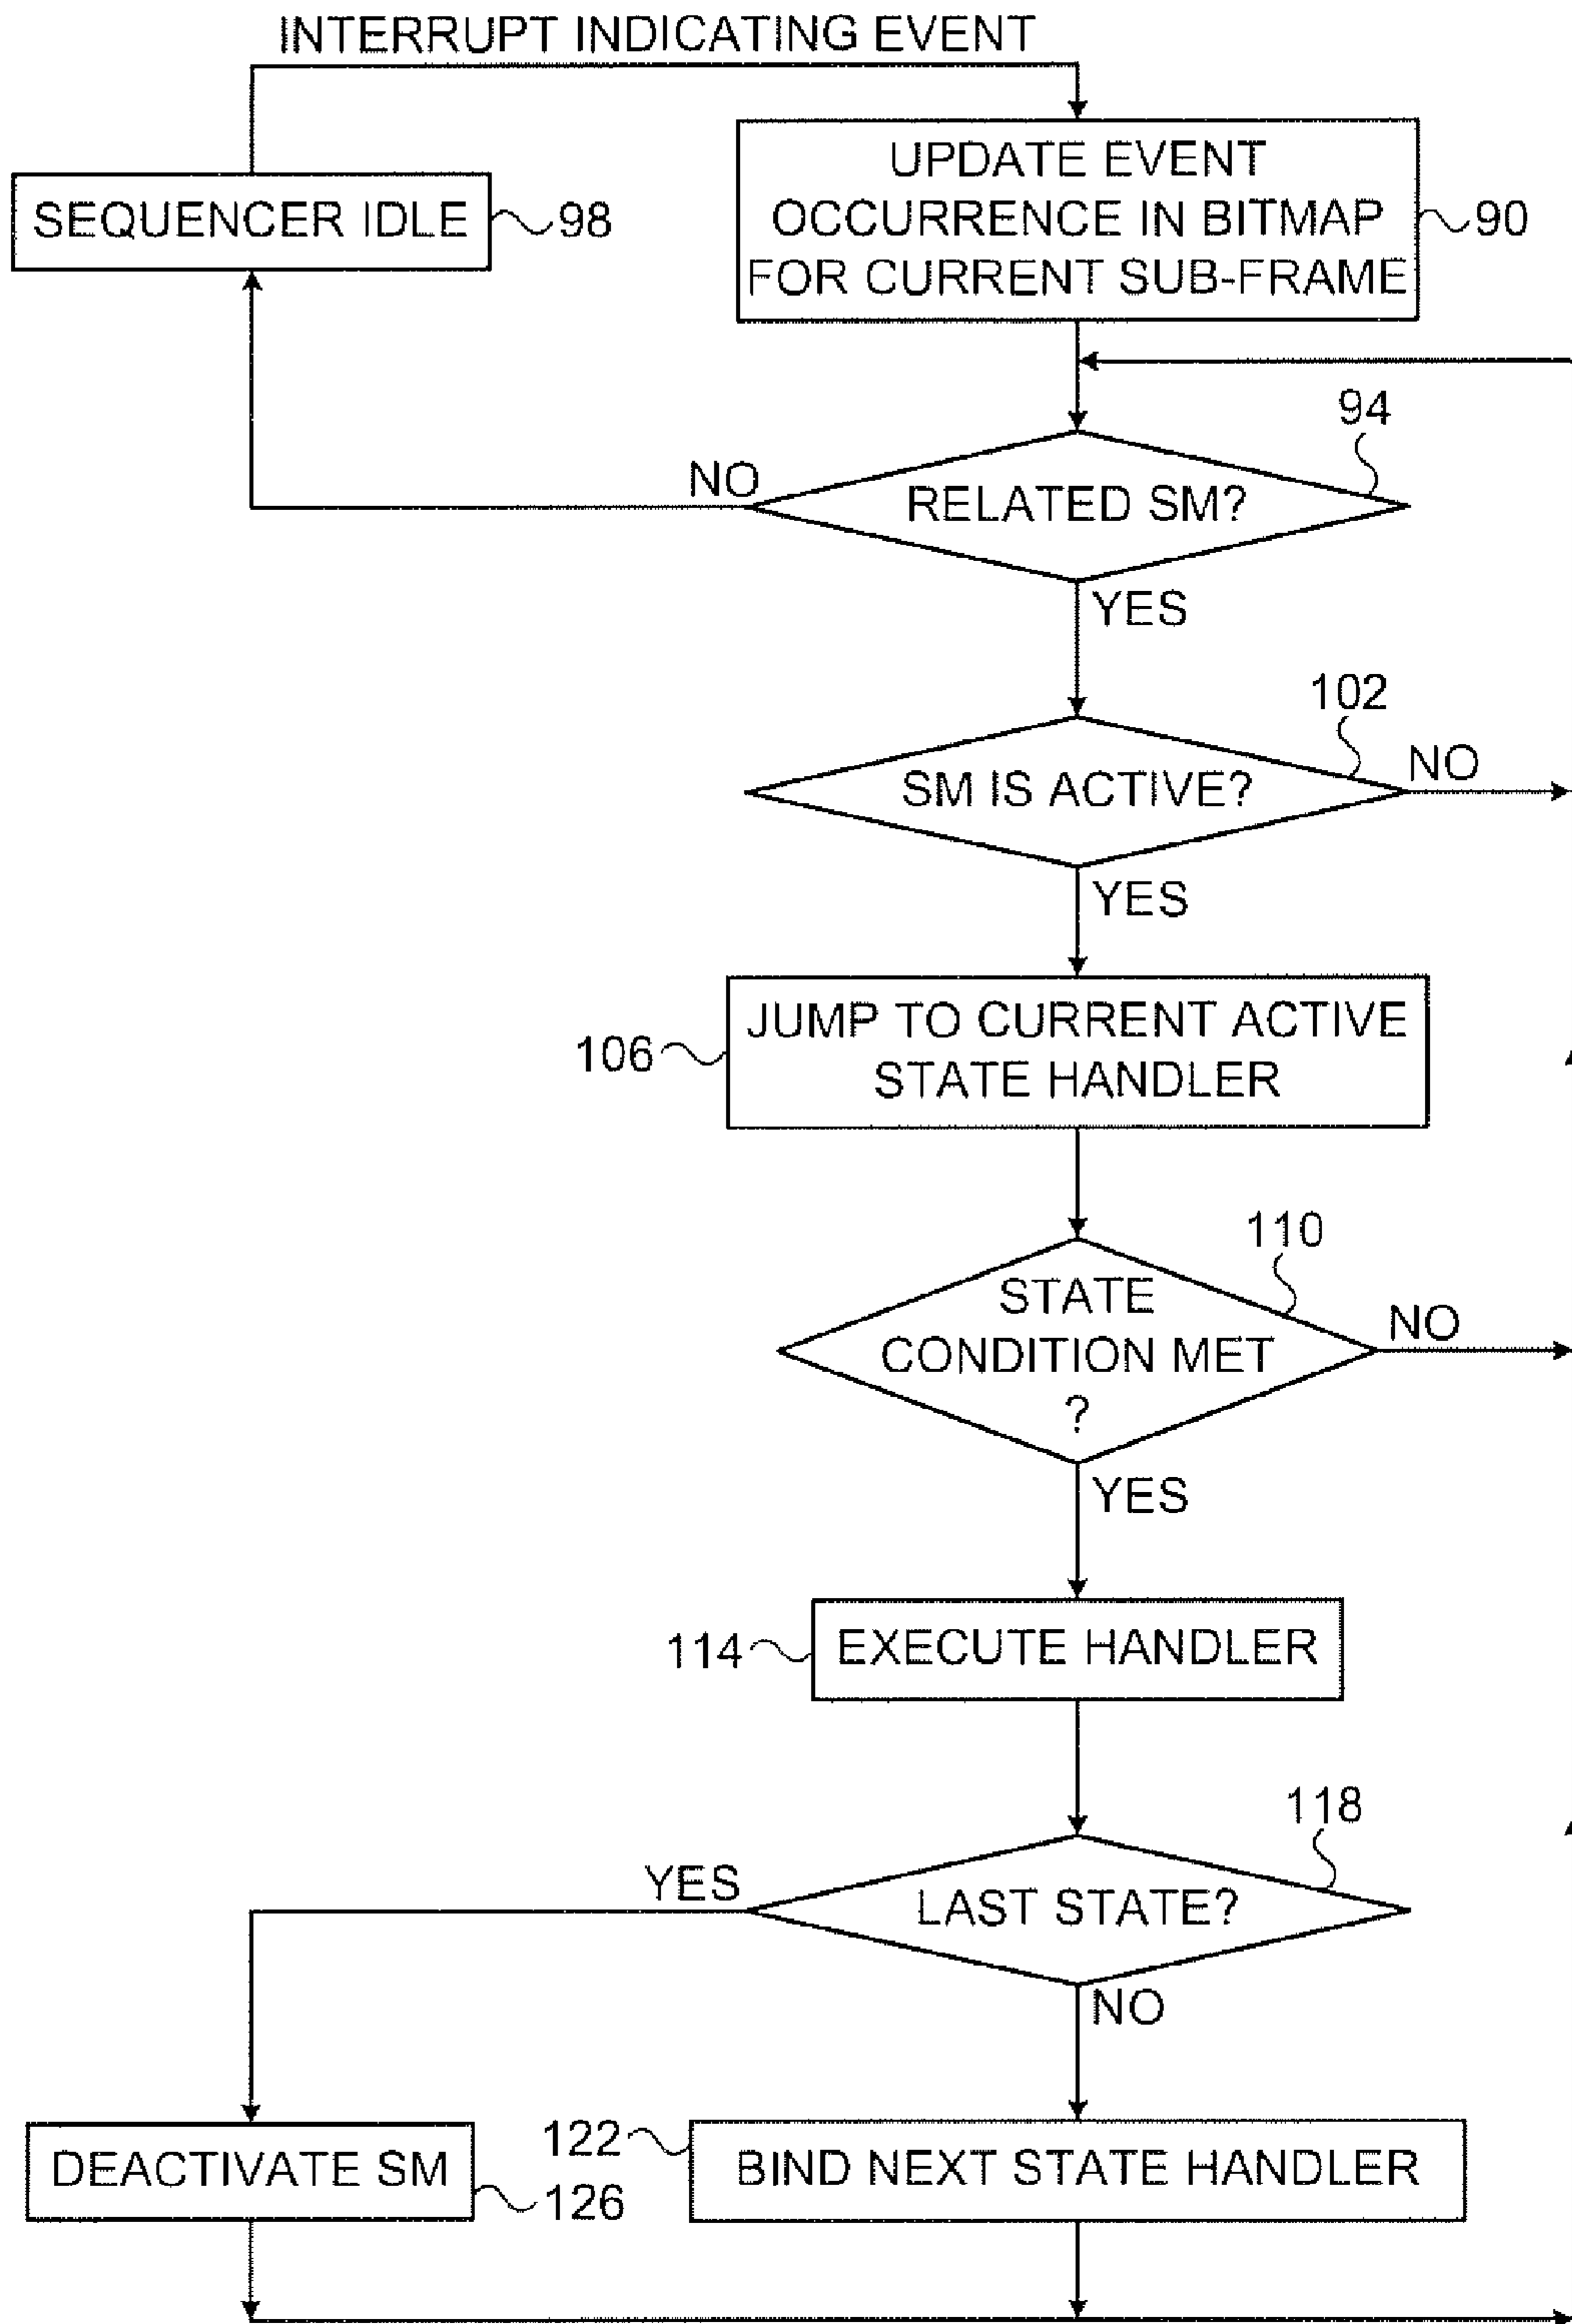 INTERRUPT INDICATING EVENT
SEQUENCER IDLE
98
UPDATE EVENT
OCCURRENCE IN BITMAP
FOR CURRENT SUB-FRAME
90
94
NO
RELATED SM?
YES
102
SM IS ACTIVE?
NO
YES
106
JUMP TO CURRENT ACTIVE
STATE HANDLER
110
STATE
CONDITION MET
?
NO
YES
114
EXECUTE HANDLER
118
YES
LAST STATE?
NO
DEACTIVATE SM
126
122
BIND NEXT STATE HANDLER